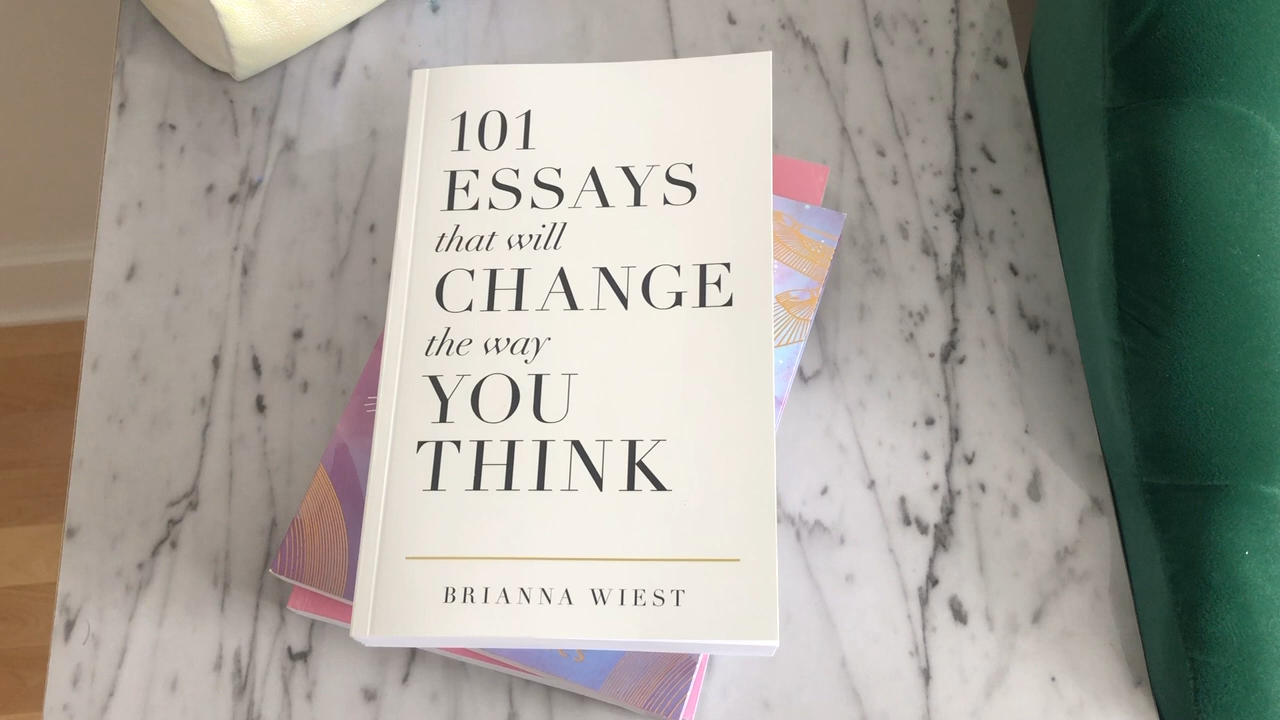 101
ESSAYS
that will
CHANGE
the way
YOU
THINK
BRIANNA WIEST